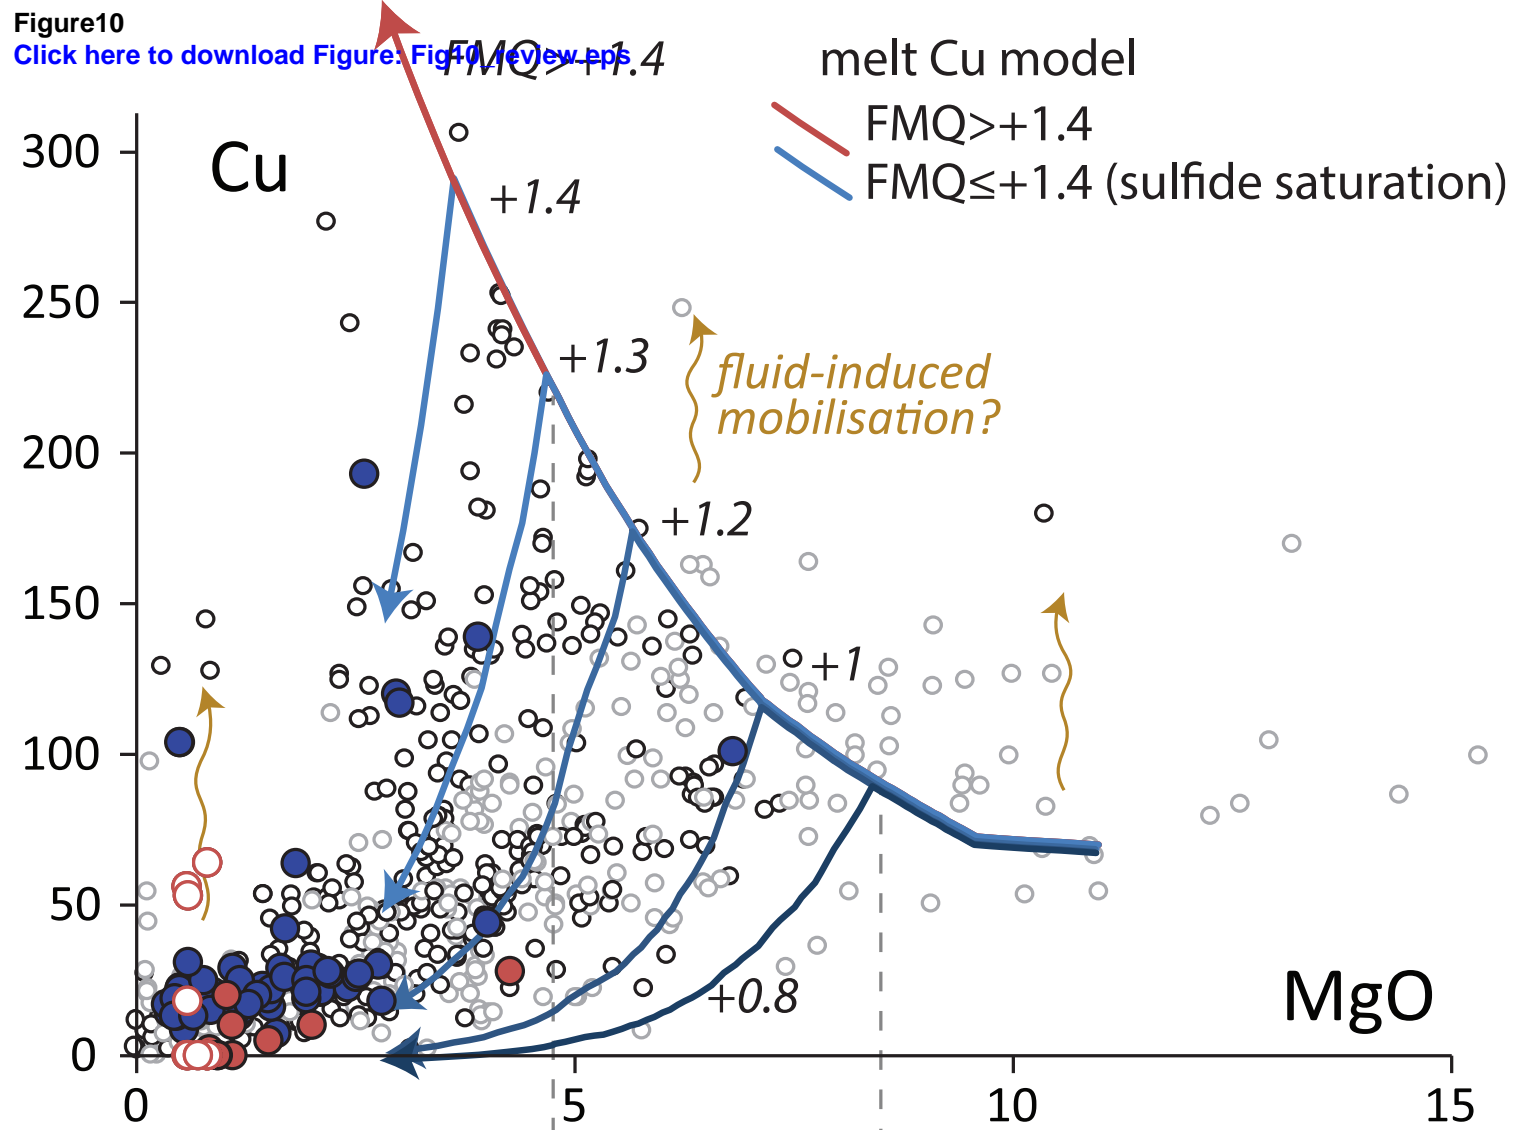 Figure10
Click here to download Figure: Fig10_review.eps
FMQ>+1.4
melt Cu model
FMQ>+1.4
FMQ≤+1.4 (sulfide saturation)
Cu
300
+1.4
250
+1.3
fluid-induced
mobilisation?
200
+1.2
150
+1
100
50
+0.8
MgO
0
0
5
10
15